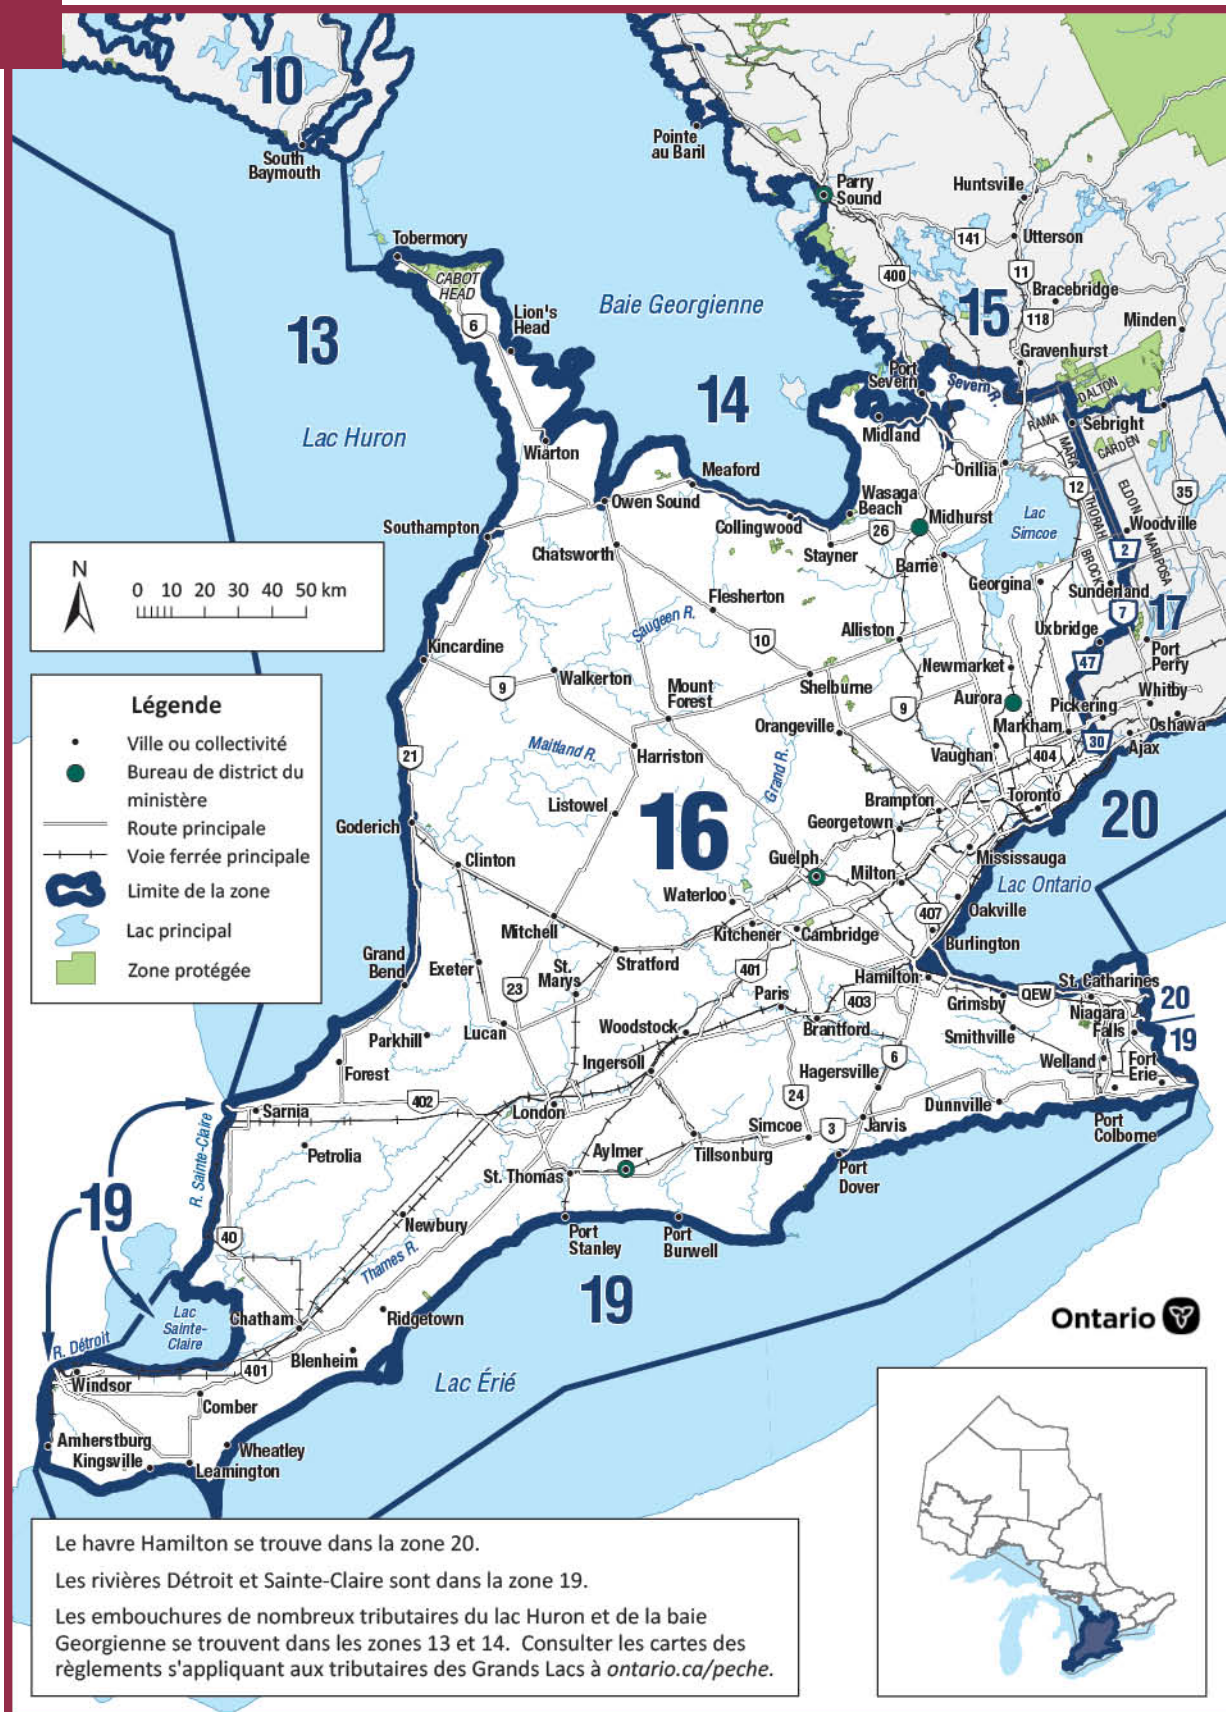 10
South
Baymouth
Pointe
au Baril
Parry
Sound
Huntsville
141
Utterson
400
11
Bracebridge
15
118
Minden
Gravenhurst
Tobermory
CABOT
HEAD
6
Lion's
Head
Baie Georgienne
13
14
Lac Huron
Port
Severn
Severn R.
DALTON
RAMA
Sebright
CARDEN
MARA
Midland
Orillia
12
ELDON
35
THORAH
Woodville
MARIPOSA
2
BROCK
Wiarton
Meaford
Owen Sound
Wasaga
Beach
Collingwood
26
Midhurst
Lac
Simcoe
Stayner
Barrie
Southampton
Chatsworth
Georgina
Sunderland
7
17
N
0 10 20 30 40 50 km
Flesherton
Saugeen R.
10
Alliston
Uxbridge
Port
Perry
47
Kincardine
9
Walkerton
Mount
Forest
Shelburne
Newmarket
Aurora
Pickering
Whitby
Légende
Ville ou collectivité
Bureau de district du
ministère
Route principale
Voie ferrée principale
Limite de la zone
Lac principal
Zone protégée
Orangeville
9
Markham
30
Oshawa
Ajax
Vaughan
404
21
Maitland R.
Harriston
Grand R.
Listowel
16
Brampton
Toronto
20
Georgetown
Goderich
Clinton
Guelph
Milton
Mississauga
Lac Ontario
Waterloo
407
Oakville
Mitchell
Kitchener
Cambridge
Burlington
Grand
Bend
Exeter
St.
Marys
Stratford
401
Hamilton
St. Catharines
23
Paris
403
Grimsby
QEW
Niagara
Falls
20
19
Parkhill
Lucan
Woodstock
Brantford
Smithville
Forest
Ingersoll
6
Welland
Fort
Erie
Hagersville
402
24
Sarnia
London
Dunnville
Simcoe
3
Jarvis
Port
Colborne
R. Sainte-Claire
Petrolia
Aylmer
Tillsonburg
St. Thomas
Port
Dover
19
40
Newbury
Port
Stanley
Port
Burwell
Thames R.
19
Lac
Sainte-
Claire
Chatham
Ridgetown
R. Détroit
Blenheim
401
Windsor
Comber
Lac Érié
Amherstburg
Kingsville
Wheatley
Leamington
Ontario
Le havre Hamilton se trouve dans la zone 20.
Les rivières Détroit et Sainte-Claire sont dans la zone 19.
Les embouchures de nombreux tributaires du lac Huron et de la baie
Georgienne se trouvent dans les zones 13 et 14. Consulter les cartes des
règlements s'appliquant aux tributaires des Grands Lacs à ontario.ca/peche.